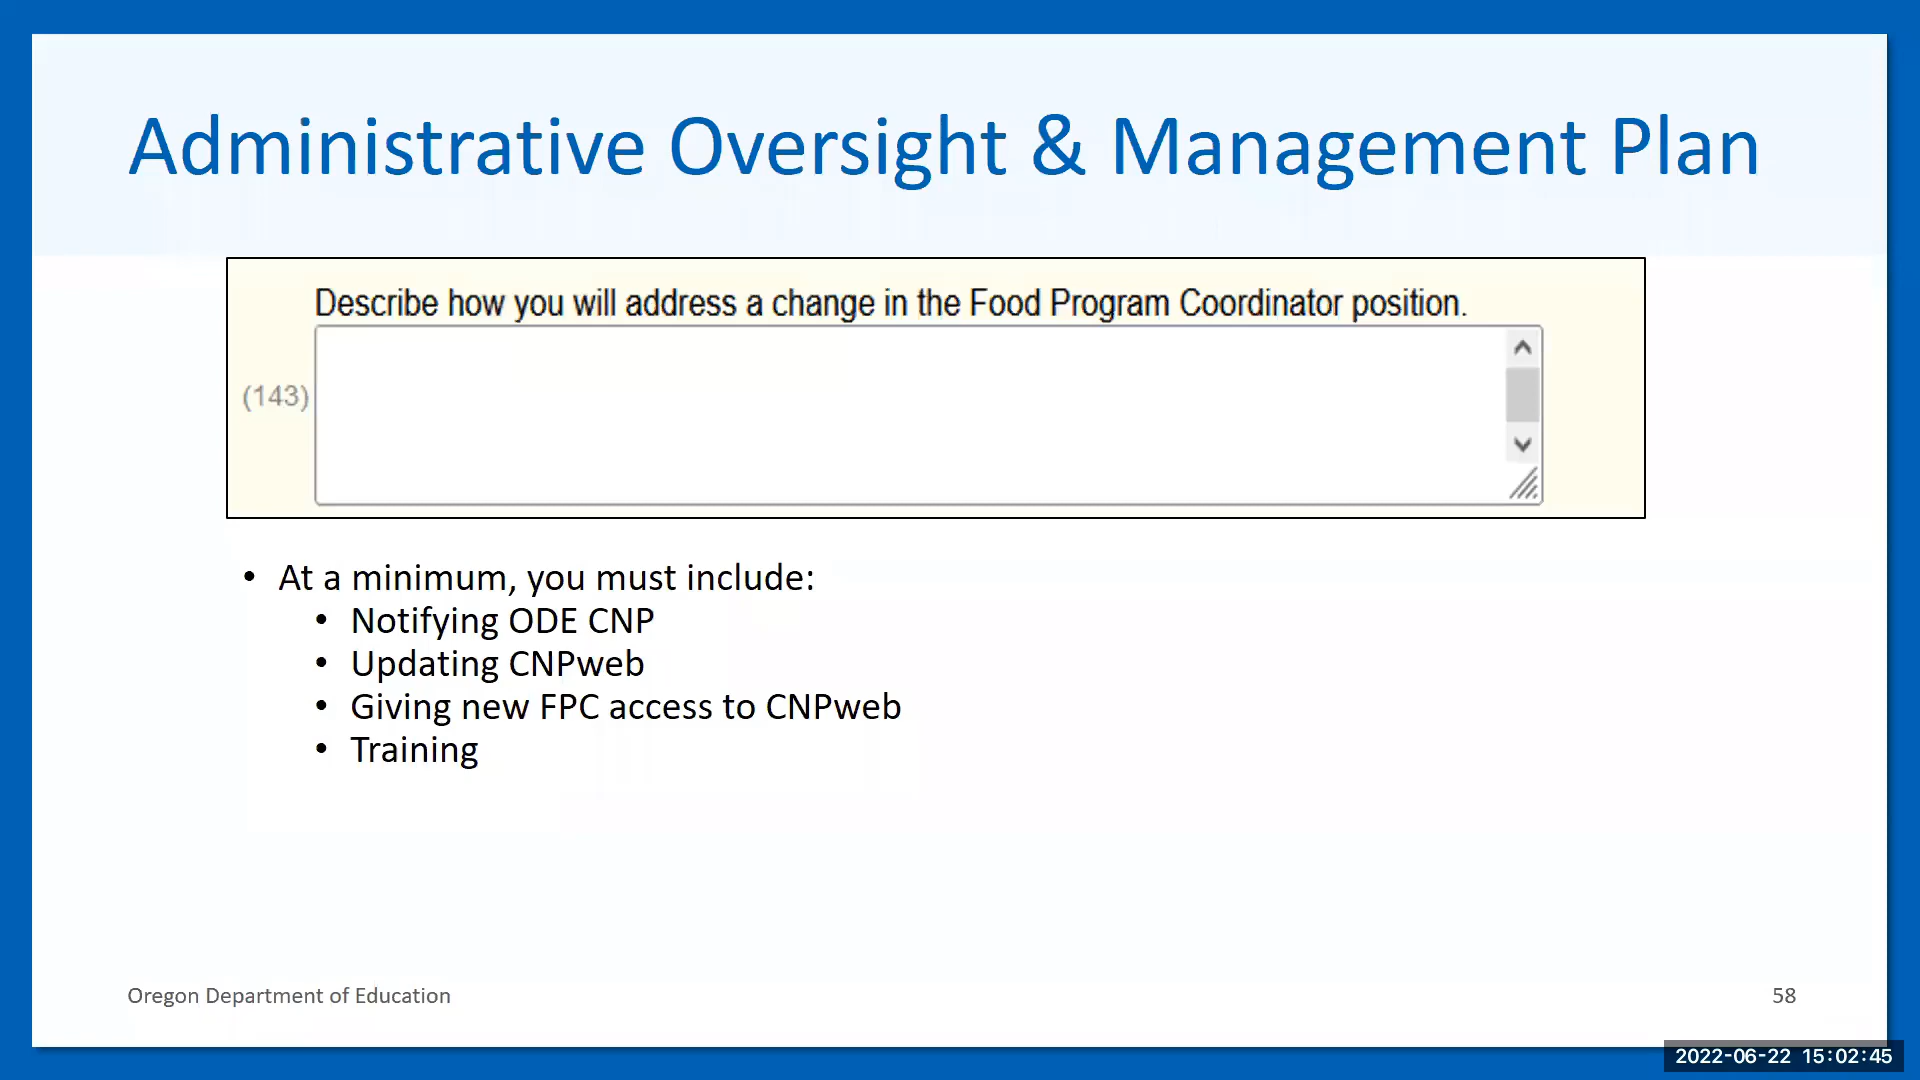 Administrative Oversight & Management Plan
Describe how you will address a change in the Food Program Coordinator position.
(143)
• At a minimum, you must include:
• Notifying ODE CNP
• Updating CNPweb
• Giving new FPC access to CNPweb
• Training
Oregon Department of Education
58
2022-06-22 15:02:45